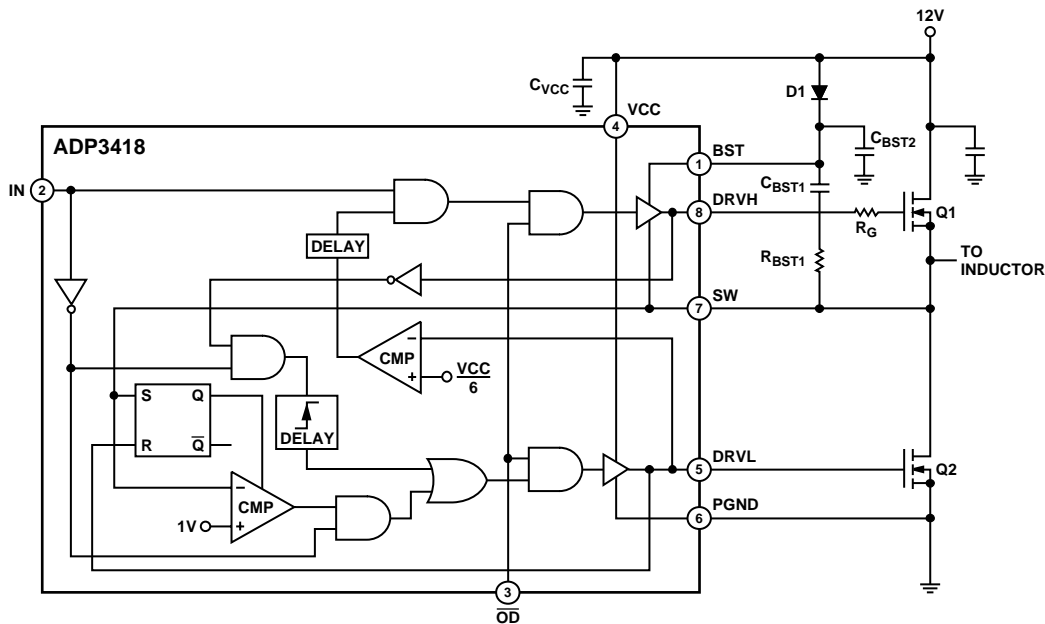 12V
D1
CVCC
VCC
4
ADP3418
BST
1
CBST2
IN
2
CBST1
DRVH
8
RG
Q1
DELAY
RBST1
TO
INDUCTOR
SW
7
CMP
−
+
VCC
6
S
Q
R
Q̅
DELAY
DRVL
5
Q2
−
CMP
1V
+
PGND
6
3
O̅D̅